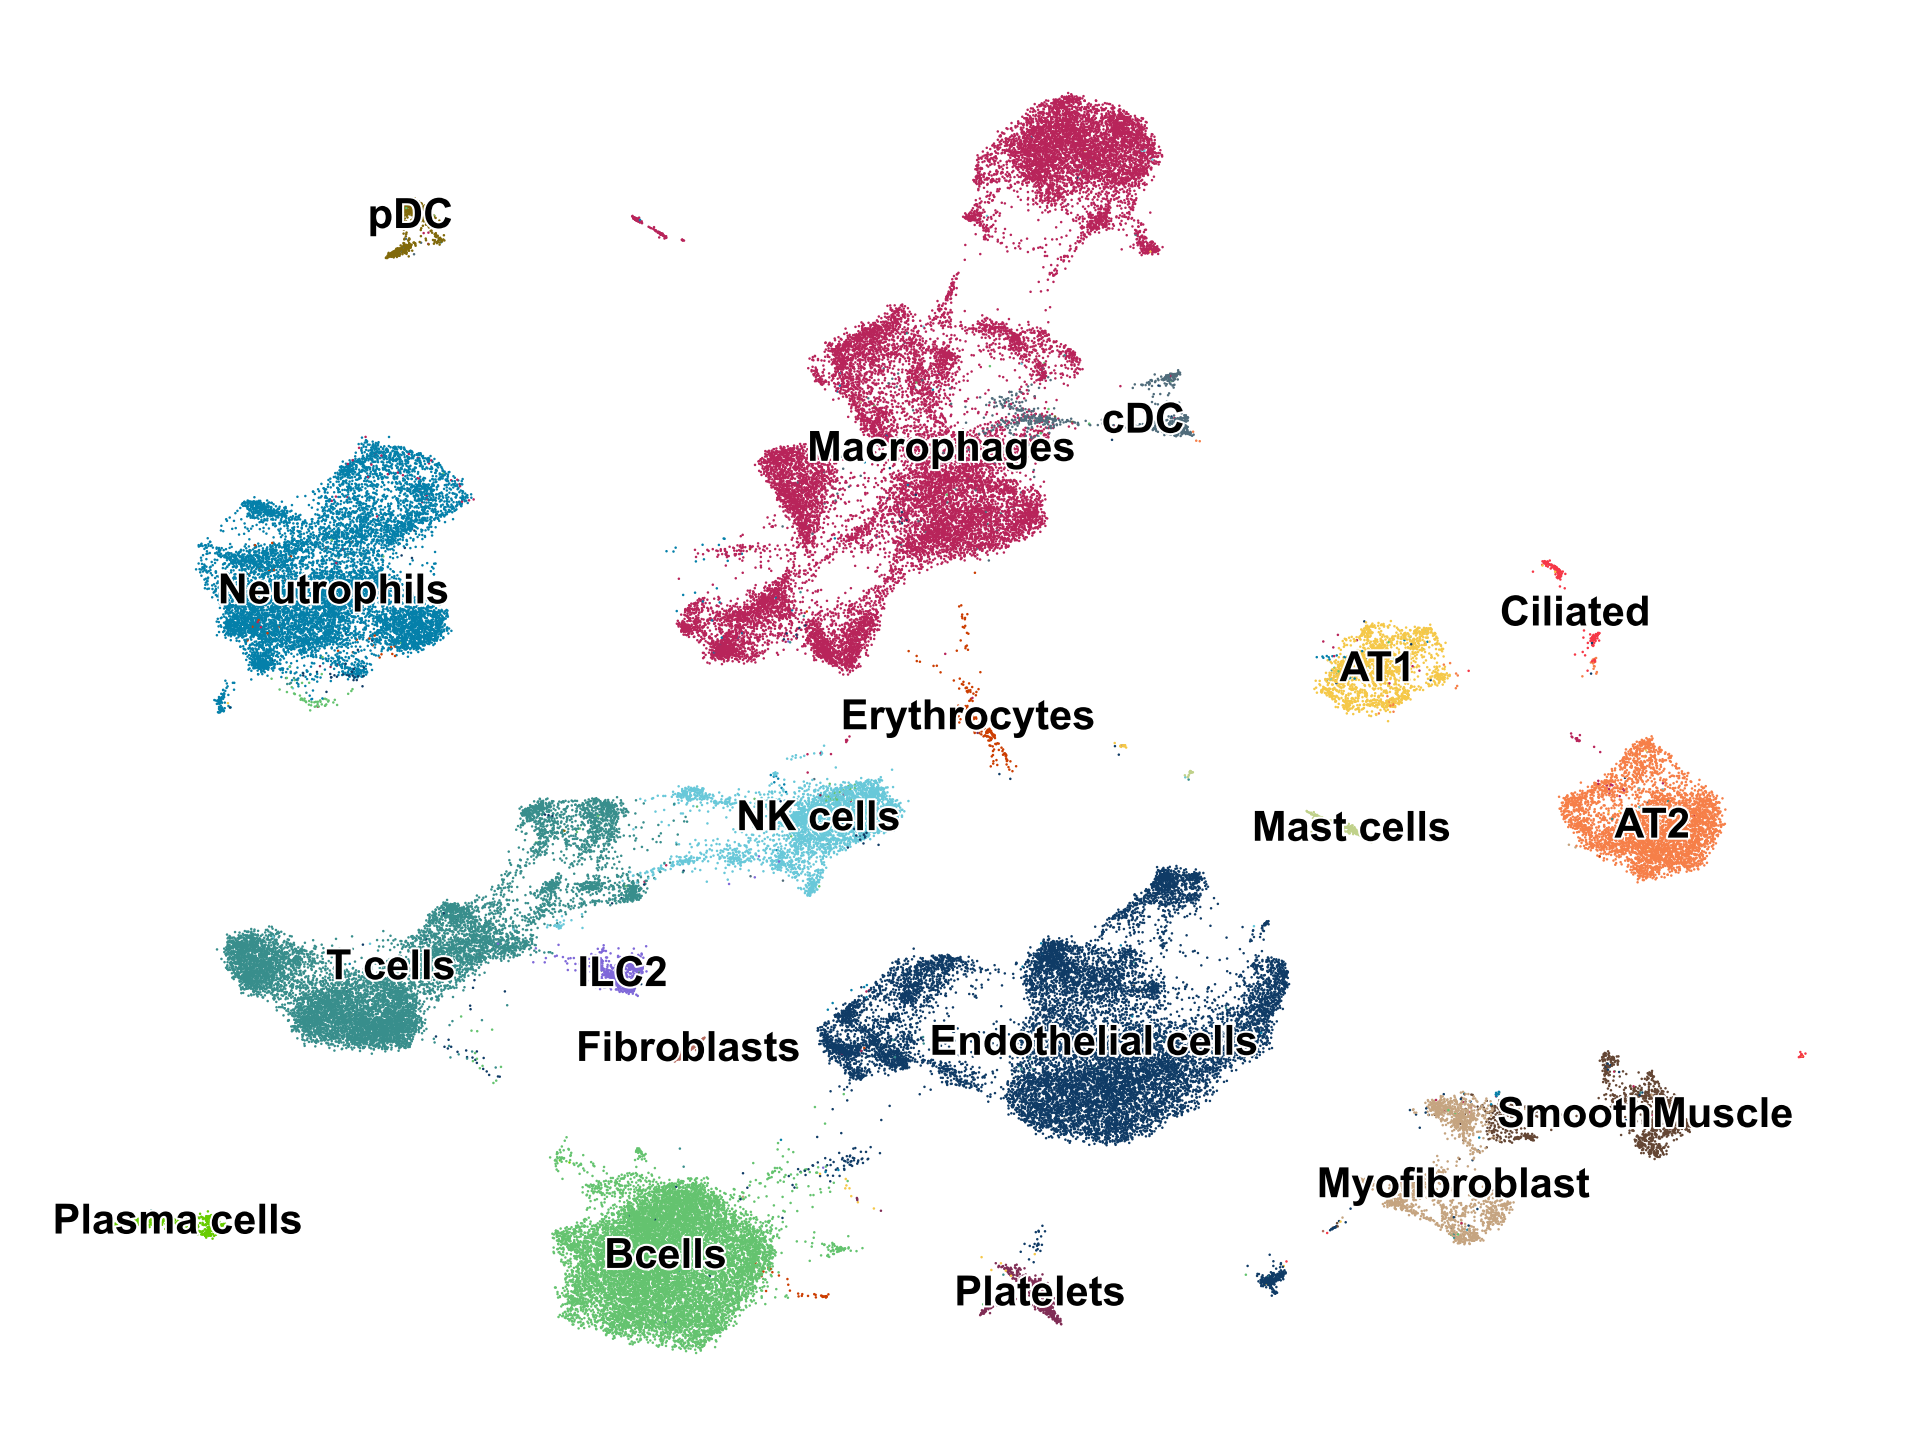 pDC
cDC
Macrophages
Neutrophils
Ciliated
AT1
Erythrocytes
NK cells
Mast cells
AT2
T cells
ILC2
Fibroblasts
Endothelial cells
SmoothMuscle
Myofibroblast
Plasma cells
Bcells
Platelets